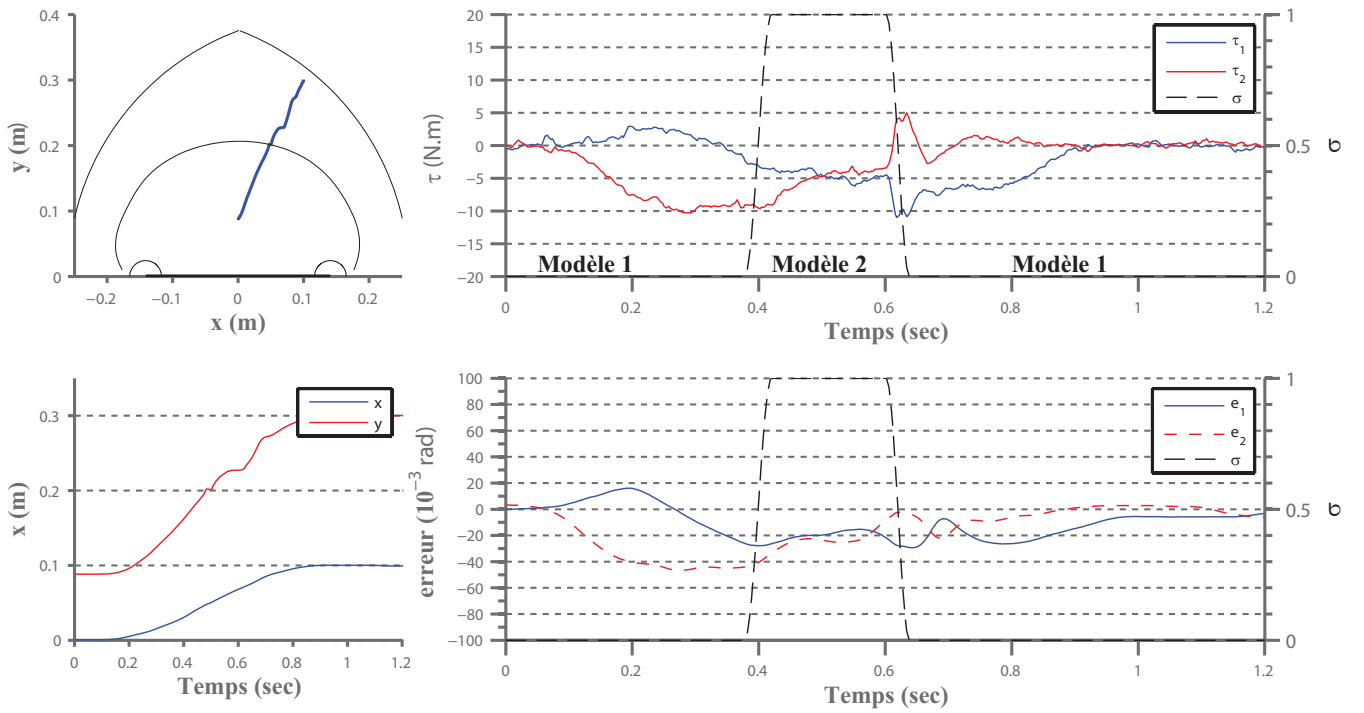 0.4
0.3
0.2
0.1
0
y (m)
−0.2
−0.1
0
0.1
0.2
x (m)
20
15
10
5
0
−5
−10
−15
−20
τ (N.m)
τ1
τ2
σ
Modèle 1
Modèle 2
Modèle 1
1
0.5
0
σ
0
0.2
0.4
0.6
0.8
1
1.2
Temps (sec)
0.3
0.2
0.1
0
x (m)
x
y
0
0.2
0.4
0.6
0.8
1
1.2
Temps (sec)
100
80
60
40
20
0
−20
−40
−60
−80
−100
erreur (10−3 rad)
e1
e2
σ
1
0.5
0
σ
0
0.2
0.4
0.6
0.8
1
1.2
Temps (sec)